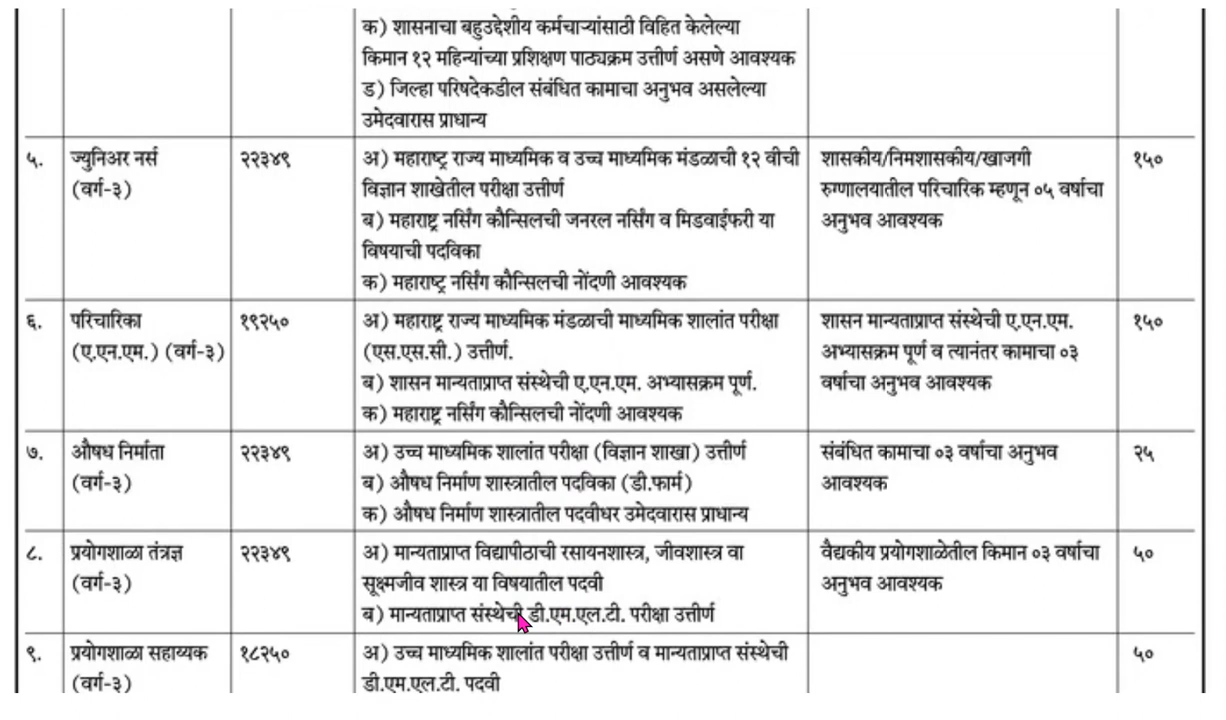 क) शासनाचा बहुउद्देशीय कर्मचाऱ्यांसाठी विहित केलेल्या
किमान १२ महिन्यांच्या प्रशिक्षण पाठ्यक्रम उत्तीर्ण असणे आवश्यक
ड) जिल्हा परिषदेकडील संबंधित कामाचा अनुभव असलेल्या
उमेदवारास प्राधान्य
५. ज्युनिअर नर्स २२३४९ अ) महाराष्ट्र राज्य माध्यमिक व उच्च माध्यमिक मंडळाची १२ वीची शासकीय/निमशासकीय/खाजगी १५०
(वर्ग-३) विज्ञान शाखेतील परीक्षा उत्तीर्ण रुग्णालयातील परिचारिक म्हणून ०५ वर्षाचा
ब) महाराष्ट्र नर्सिंग कौन्सिलची जनरल नर्सिंग व मिडवाईफरी या अनुभव आवश्यक
विषयाची पदविका
क) महाराष्ट्र नर्सिंग कौन्सिलची नोंदणी आवश्यक
६. परिचारिका १९२५० अ) महाराष्ट्र राज्य माध्यमिक मंडळाची माध्यमिक शालांत परीक्षा शासन मान्यताप्राप्त संस्थेची ए.एन.एम. १५०
(ए.एन.एम.) (वर्ग-३) (एस.एस.सी.) उत्तीर्ण. अभ्यासक्रम पूर्ण व त्यानंतर कामाचा ०३
ब) शासन मान्यताप्राप्त संस्थेची ए.एन.एम. अभ्यासक्रम पूर्ण. वर्षाचा अनुभव आवश्यक
क) महाराष्ट्र नर्सिंग कौन्सिलची नोंदणी आवश्यक
७. औषध निर्माता २२३४९ अ) उच्च माध्यमिक शालांत परीक्षा (विज्ञान शाखा) उत्तीर्ण संबंधित कामाचा ०३ वर्षाचा अनुभव २५
(वर्ग-३) ब) औषध निर्माण शास्त्रातील पदविका (डी.फार्म) आवश्यक
क) औषध निर्माण शास्त्रातील पदवीधर उमेदवारास प्राधान्य
८. प्रयोगशाळा तंत्रज्ञ २२३४९ अ) मान्यताप्राप्त विद्यापीठाची रसायनशास्त्र, जीवशास्त्र वा वैद्यकीय प्रयोगशाळेतील किमान ०३ वर्षाचा ५०
(वर्ग-३) सूक्ष्मजीव शास्त्र या विषयातील पदवी अनुभव आवश्यक
ब) मान्यताप्राप्त संस्थेची डी.एम.एल.टी. परीक्षा उत्तीर्ण
९. प्रयोगशाळा सहाय्यक १८२५० अ) उच्च माध्यमिक शालांत परीक्षा उत्तीर्ण व मान्यताप्राप्त संस्थेची ५०
(वर्ग-३) डी.एम.एल.टी. पदवी